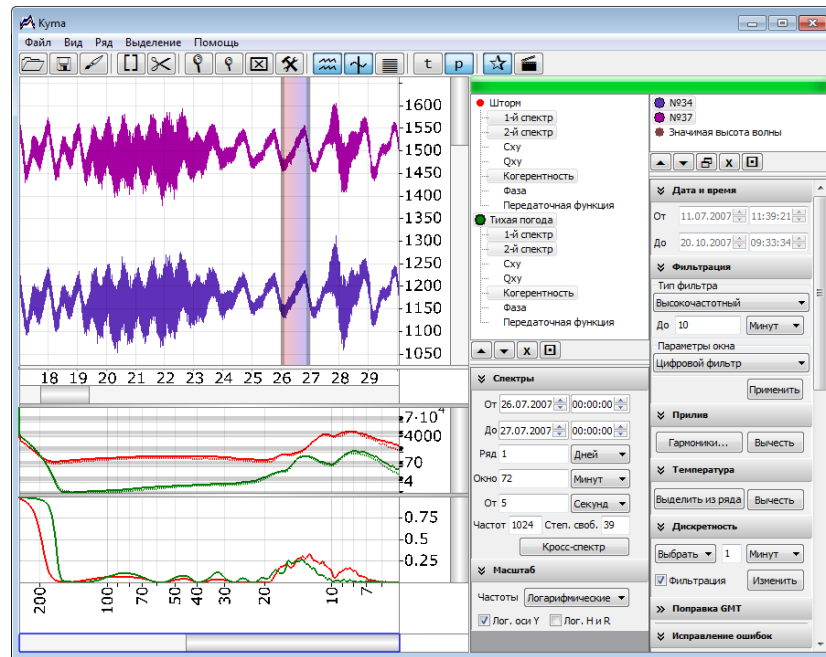 Kyma
Файл Вид Ряд Выделение Помощь
t p
1600
1550
1500
1450
1400
1350
1300
1250
1200
1150
1100
1050
18 19 20 21 22 23 24 25 26 27 28 29
7·10⁴
4000
70
4
0.75
0.5
0.25
200 100 70 50 40 30 20 10 7
Шторм
1-й спектр
2-й спектр
Cxy
Qxy
Когерентность
Фаза
Передаточная функция
Тихая погода
1-й спектр
2-й спектр
Cxy
Qxy
Когерентность
Фаза
Передаточная функция
Спектры
От 26.07.2007 00:00:00
До 27.07.2007 00:00:00
Ряд 1 Дней
Окно 72 Минут
От 5 Секунд
Частот 1024 Степ. своб. 39
Кросс-спектр
Масштаб
Частоты Логарифмические
Лог. оси Y Лог. H и R
№34
№37
Значимая высота волны
Дата и время
От 11.07.2007 11:39:21
До 20.10.2007 09:33:34
Фильтрация
Тип фильтра
Высокочастотный
До 10 Минут
Параметры окна
Цифровой фильтр
Применить
Прилив
Гармоники... Вычесть
Температура
Выделить из ряда Вычесть
Дискретность
Выбрать 1 Минут
Фильтрация Изменить
Поправка GMT
Исправление ошибок